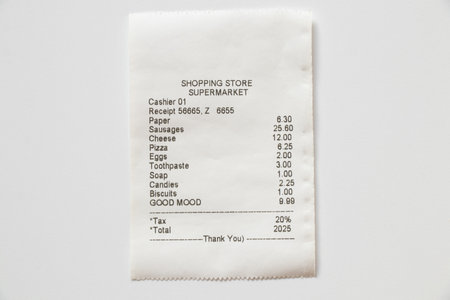 SHOPPING STORE
SUPERMARKET
Cashier 01
Receipt 56665, Z 6655
Paper 6.30
Sausages 25.60
Cheese 12.00
Pizza 6.25
Eggs 2.00
Toothpaste 3.00
Soap 1.00
Candies 2.25
Biscuits 1.00
GOOD MOOD 9.99
*Tax 20%
*Total 2025
Thank You)